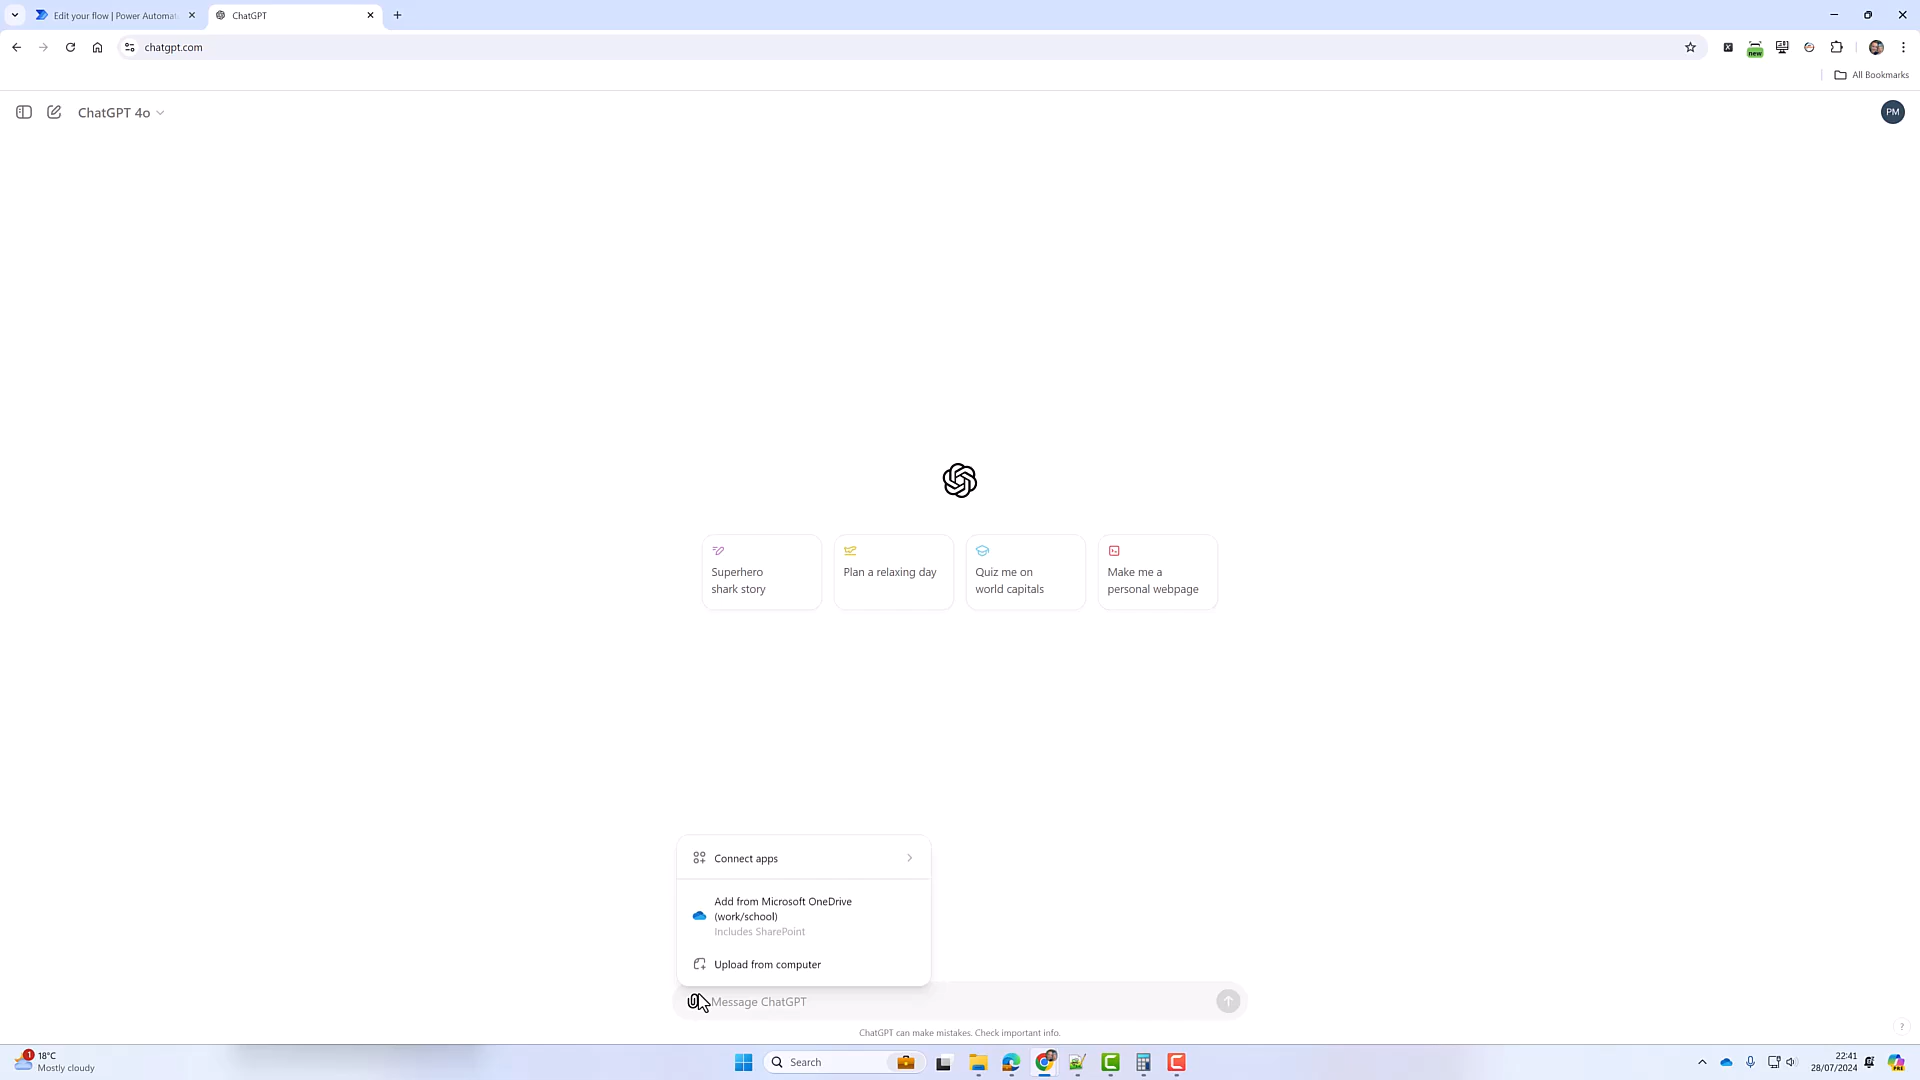 Edit your flow | Power Automat
ChatGPT
chatgpt.com
new
All Bookmarks
ChatGPT 4o
PM
Superhero
shark story
Plan a relaxing day
Quiz me on
world capitals
Make me a
personal webpage
Connect apps
Add from Microsoft OneDrive
(work/school)
Includes SharePoint
Upload from computer
Message ChatGPT
ChatGPT can make mistakes. Check important info.
?
1
18°C
Mostly cloudy
Search
22:41
28/07/2024
PRE